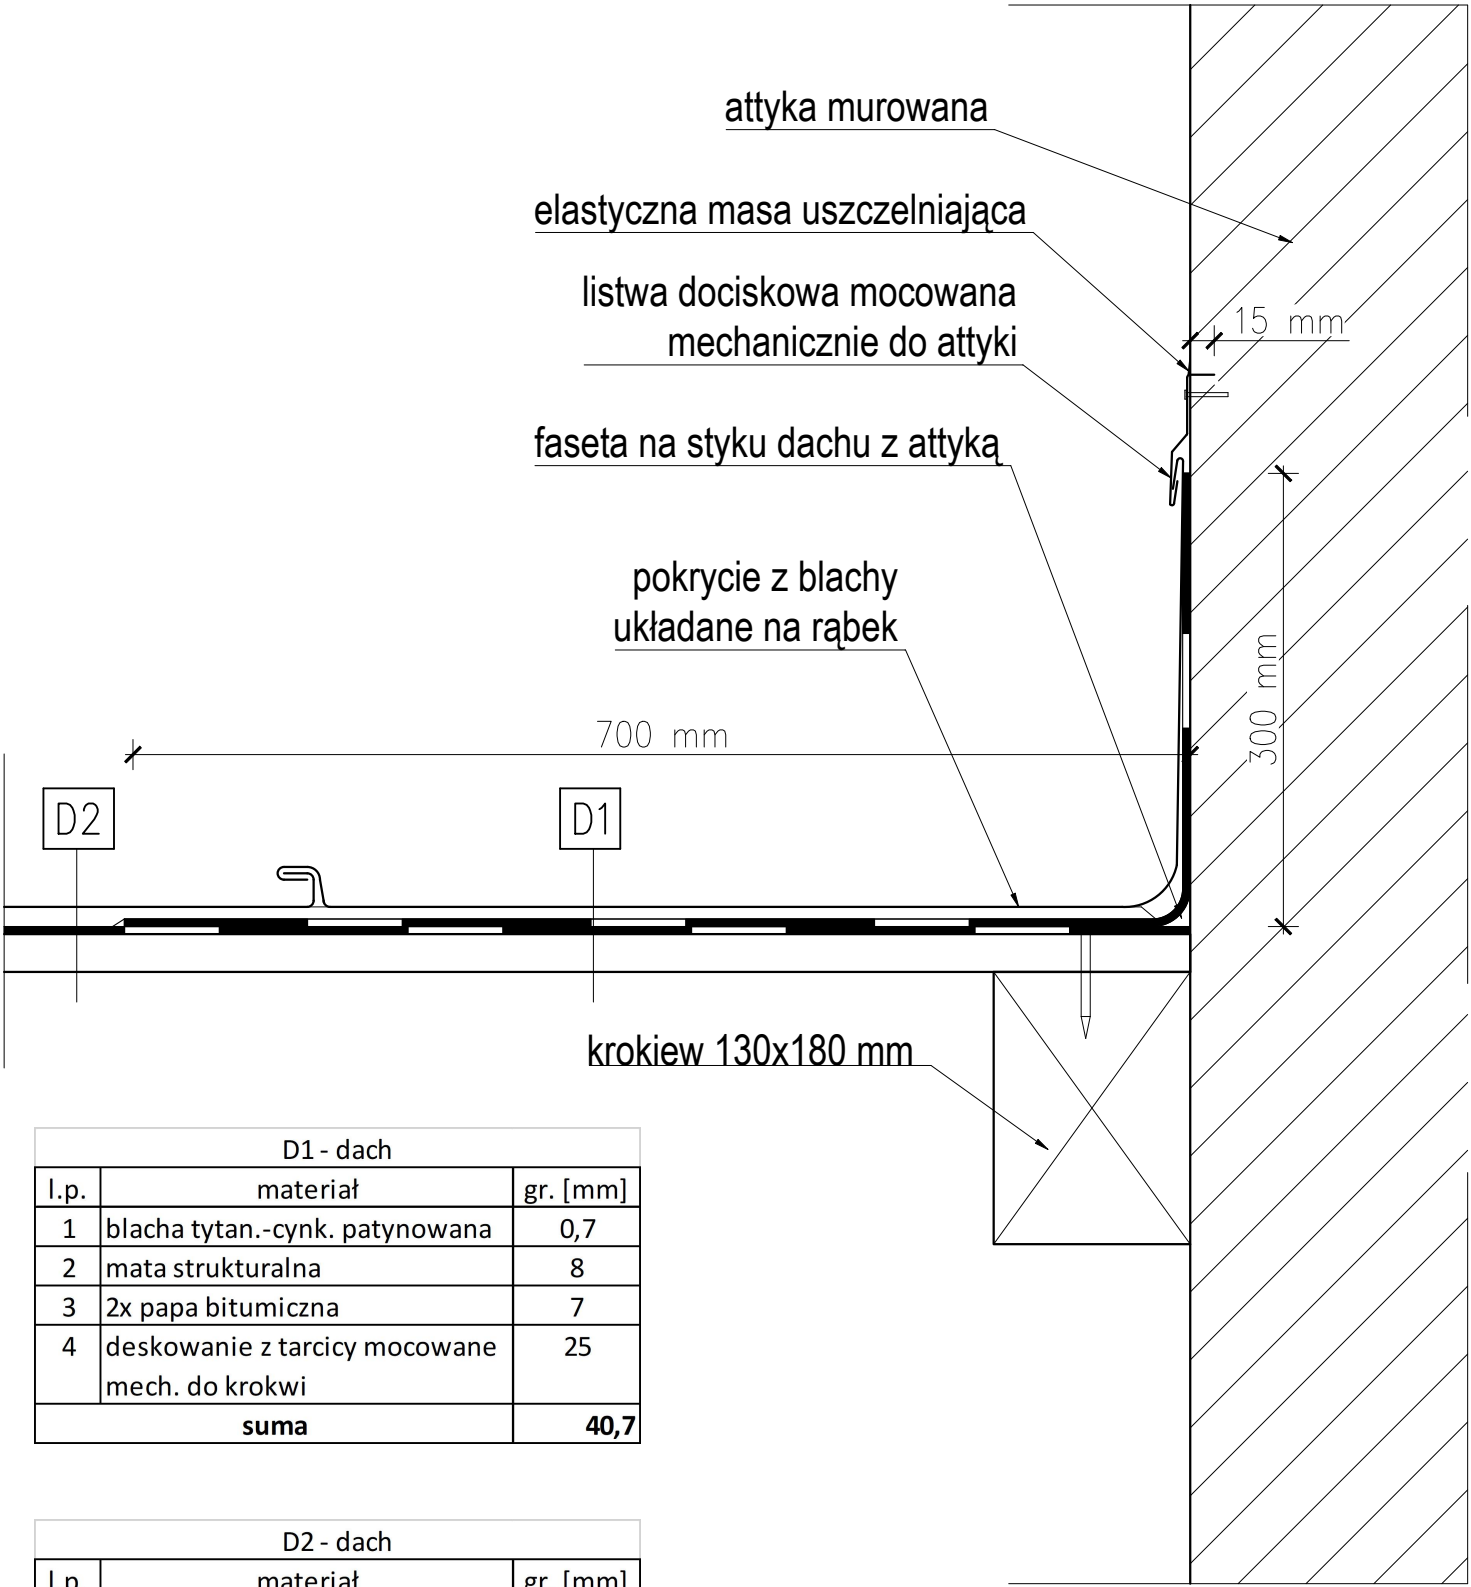 attyka murowana
elastyczna masa uszczelniająca
listwa dociskowa mocowana
mechanicznie do attyki
15 mm
faseta na styku dachu z attyką
pokrycie z blachy
układane na rąbek
300 mm
700 mm
D2
D1
krokiew 130x180 mm
D1 - dach
l.p. materiał gr. [mm]
1 blacha tytan.-cynk. patynowana 0,7
2 mata strukturalna 8
3 2x papa bitumiczna 7
4 deskowanie z tarcicy mocowane 25
mech. do krokwi
suma 40,7
D2 - dach
l.p. materiał gr. [mm]